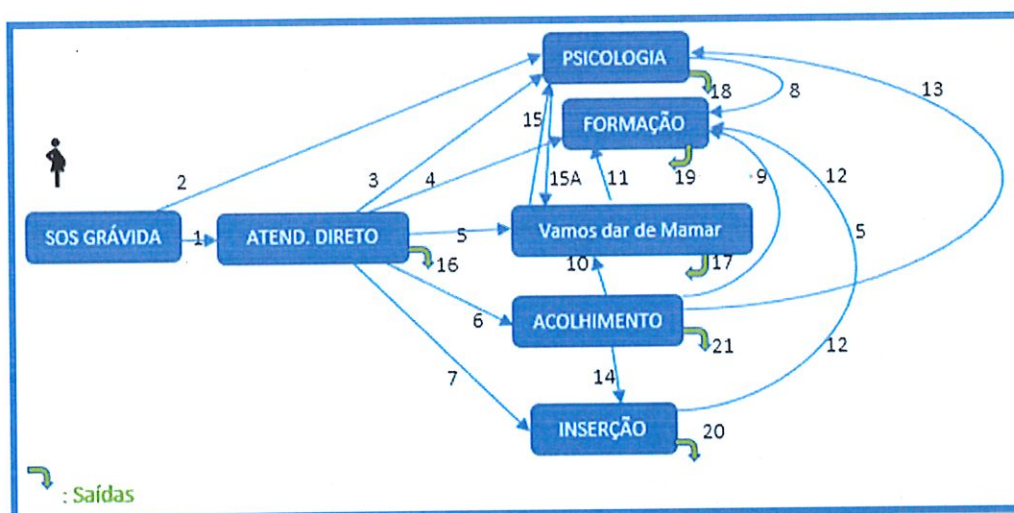 PSICOLOGIA
18
8
13
15
FORMAÇÃO
2
3
4
15A
11
19
9
12
SOS GRÁVIDA
1
ATEND. DIRETO
5
Vamos dar de Mamar
5
16
10
17
6
ACOLHIMENTO
21
12
7
14
INSERÇÃO
20
: Saídas